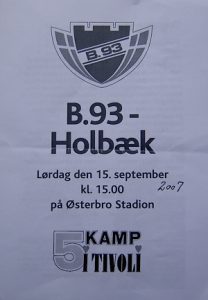 B.93
B.93 -
Holbæk
Lørdag den 15. september
2007
kl. 15.00
på Østerbro Stadion
5 KAMP
i TIVOLi